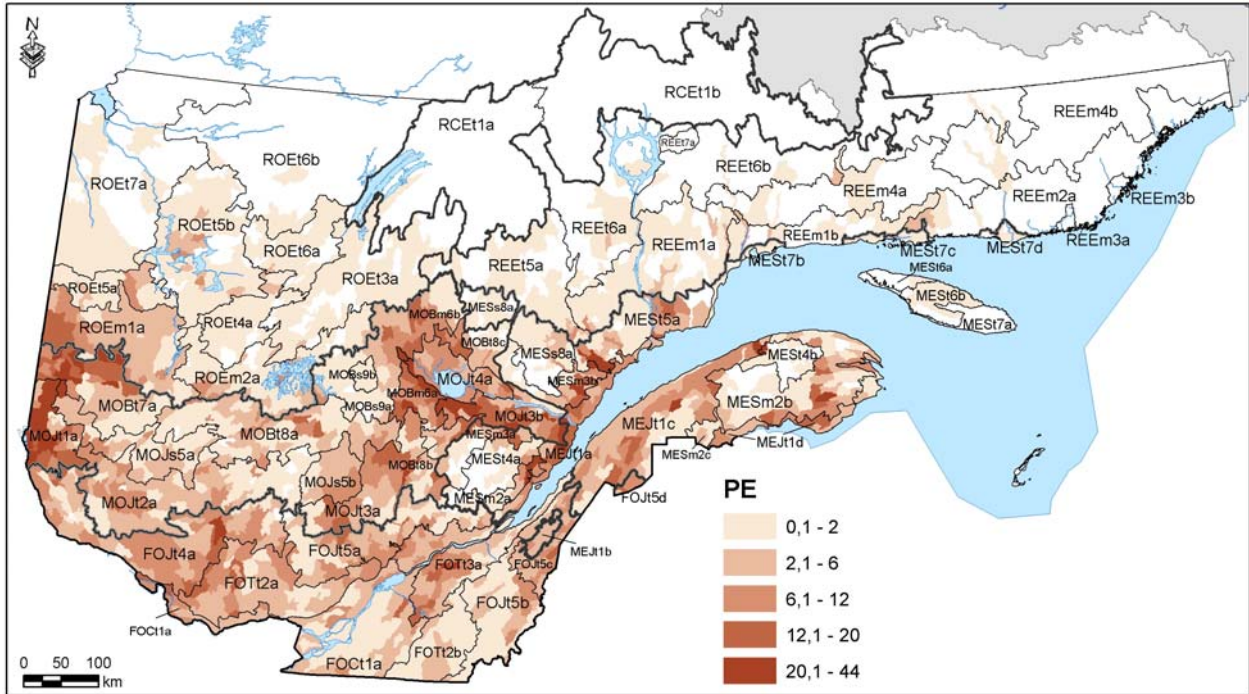 N
RCEt1b
RCEt1a
REEm4b
REEt7a
ROEt6b
REEt6b
ROEt7a
REEm4a
ROEt5b
REEm2a
REEm3b
ROEt6a
REEt6a
REEm1a
REEm1b
MESt7c
MESt7d
REEm3a
MESt7b
REEt5a
ROEt3a
MESt6a
ROEt5a
MESt6b
MESs8a
MOBm6b
MESt5a
MESt7a
ROEm1a
ROEt4a
MOBt8c
MESs8a
MESt4b
ROEm2a
MOBs9b
MOJt4a
MESm3b
MOBm6a
MESm2b
MOBt7a
MOBs9a
MOJt3b
MEJt1c
MOJt1a
MOBt8a
MESm3a
MEJt1d
MOJs5a
MEJt1a
MESm2c
MESt4a
MOBt8b
MOJs5b
FOJt5d
MESm2a
MOJt2a
MOJt3a
PE
0,1 - 2
2,1 - 6
6,1 - 12
12,1 - 20
20,1 - 44
FOJt4a
FOJt5a
MEJt1b
FOJt5c
FOTt3a
FOTt2a
FOJt5b
FOCt1a
FOCt1a
FOTt2b
0 50 100
km